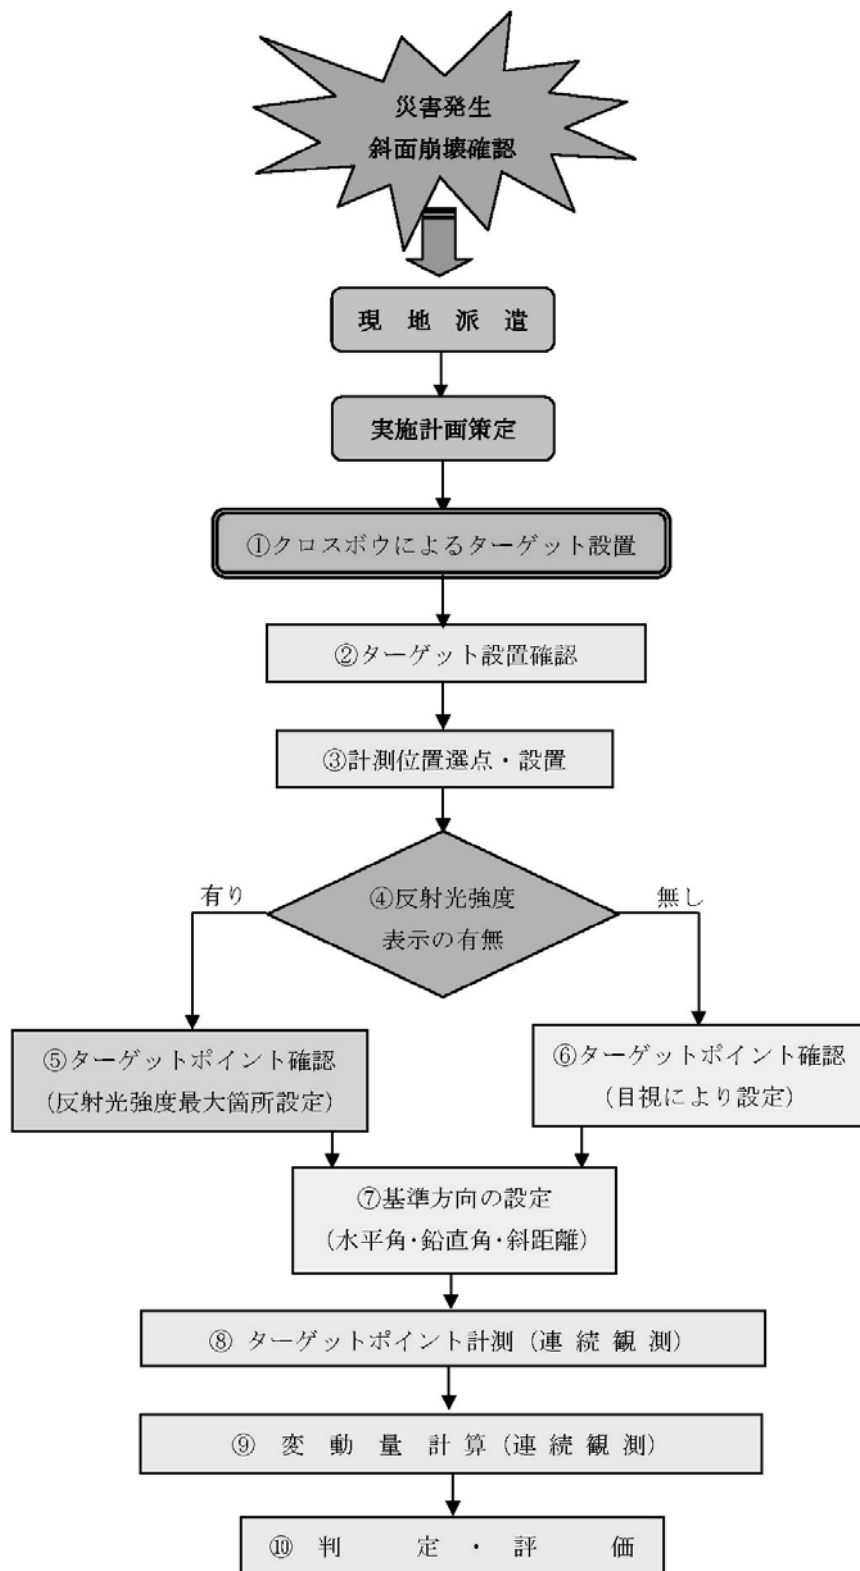 災害発生
斜面崩壊確認
現 地 派 遣
実施計画策定
①クロスボウによるターゲット設置
②ターゲット設置確認
③計測位置選点・設置
④反射光強度
表示の有無
有り
無し
⑤ターゲットポイント確認
(反射光強度最大箇所設定)
⑥ターゲットポイント確認
(目視により設定)
⑦基準方向の設定
(水平角・鉛直角・斜距離)
⑧ ターゲットポイント計測 (連 続 観 測)
⑨ 変 動 量 計 算 (連 続 観 測)
⑩ 判 定 ・ 評 価